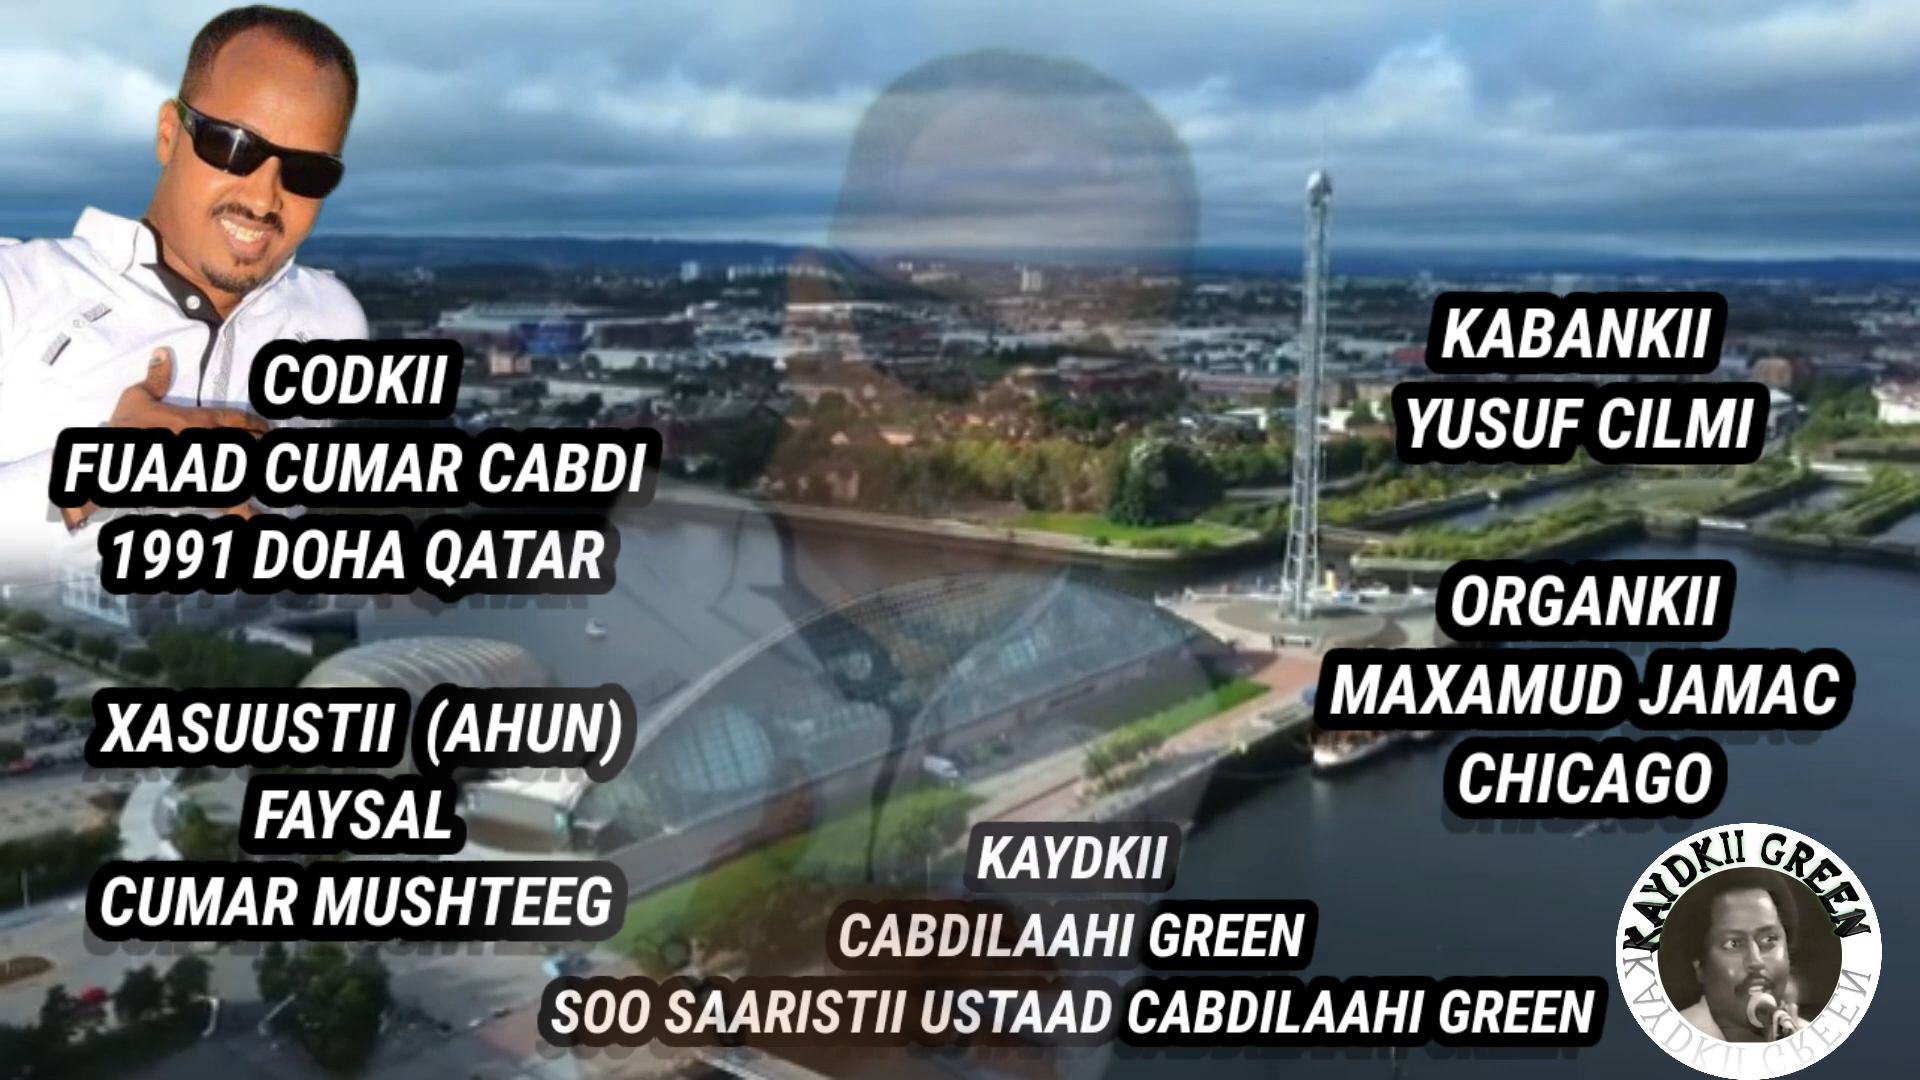 CODKII
FUAAD CUMAR CABDI
1991 DOHA QATAR
XASUUSTII (AHUN)
FAYSAL
CUMAR MUSHTEEG
KABANKII
YUSUF CILMI
ORGANKII
MAXAMUD JAMAC
CHICAGO
KAYDKII
CABDILAAHI GREEN
SOO SAARISTII USTAAD CABDILAAHI GREEN
KAYDKII GREEN
KAYDKII GREEN